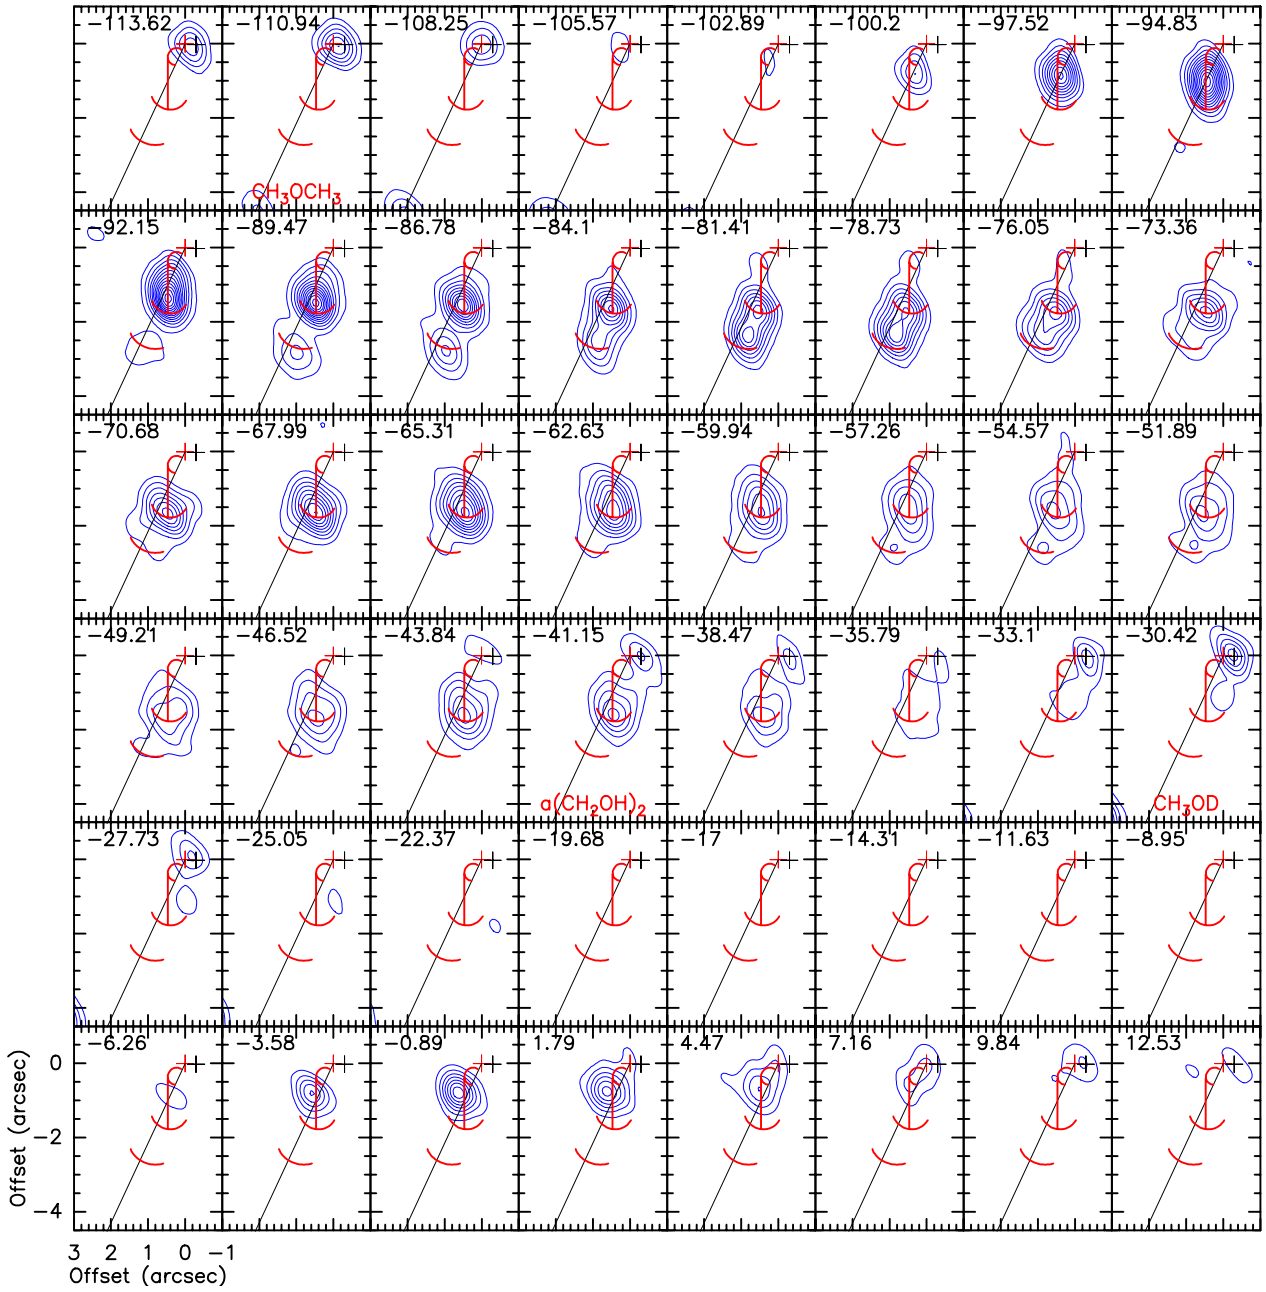 −113.62 −110.94 −108.25 −105.57 −102.89 −100.2 −97.52 −94.83
CH₃OCH₃
−92.15 −89.47 −86.78 −84.1 −81.41 −78.73 −76.05 −73.36
−70.68 −67.99 −65.31 −62.63 −59.94 −57.26 −54.57 −51.89
−49.21 −46.52 −43.84 −41.15 −38.47 −35.79 −33.1 −30.42
a(CH₂OH)₂ CH₃OD
−27.73 −25.05 −22.37 −19.68 −17 −14.31 −11.63 −8.95
−6.26 −3.58 −0.89 1.79 4.47 7.16 9.84 12.53
0
−2
−4
Offset (arcsec)
3 2 1 0 −1
Offset (arcsec)